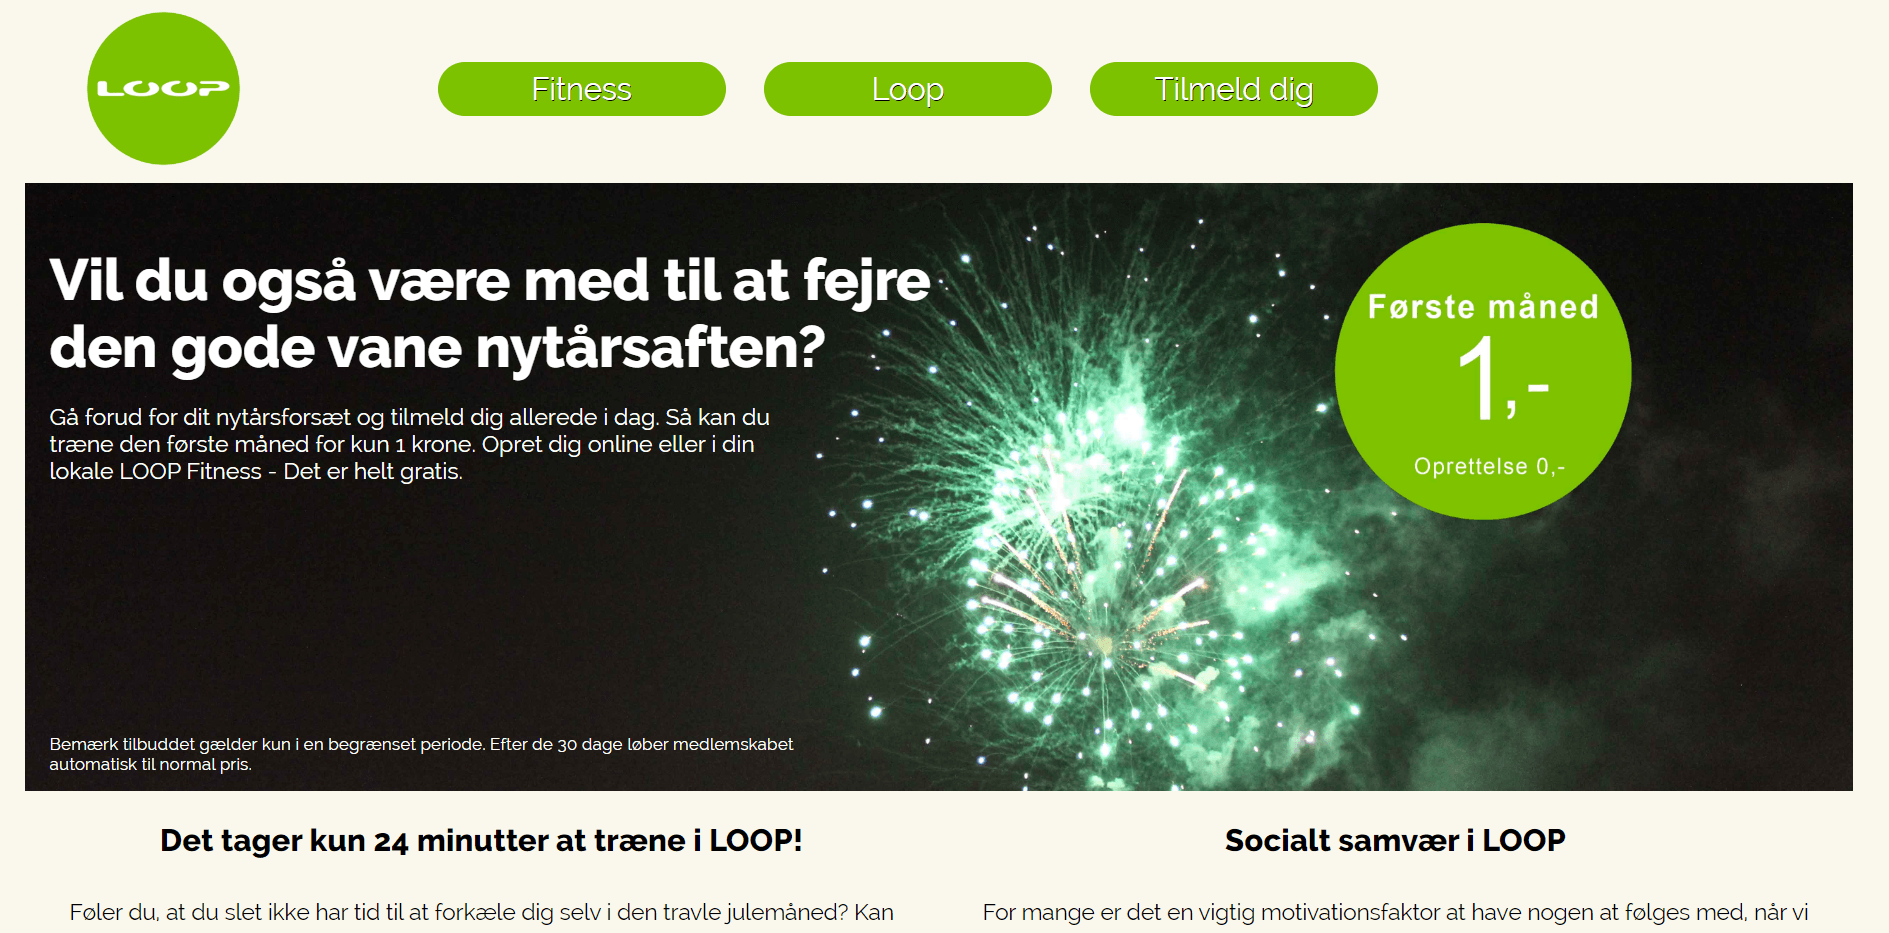 LOOP
Fitness
Loop
Tilmeld dig
Vil du også være med til at fejre
den gode vane nytårsaften?
Gå forud for dit nytårsforsæt og tilmeld dig allerede i dag. Så kan du
træne den første måned for kun 1 krone. Opret dig online eller i din
lokale LOOP Fitness - Det er helt gratis.
Første måned
1,-
Oprettelse 0,-
Bemærk tilbuddet gælder kun i en begrænset periode. Efter de 30 dage løber medlemskabet
automatisk til normal pris.
Det tager kun 24 minutter at træne i LOOP!
Føler du, at du slet ikke har tid til at forkæle dig selv i den travle julemåned? Kan
Socialt samvær i LOOP
For mange er det en vigtig motivationsfaktor at have nogen at følges med, når vi